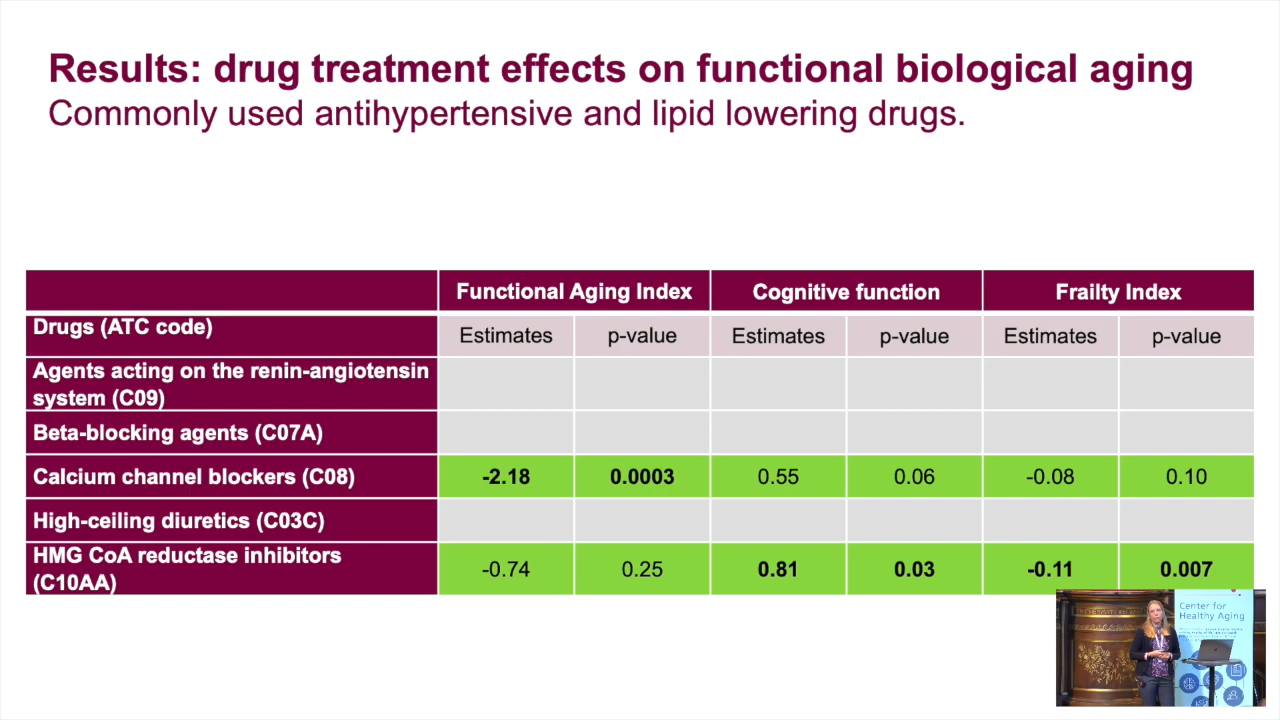 Results: drug treatment effects on functional biological aging
Commonly used antihypertensive and lipid lowering drugs.
Functional Aging Index Cognitive function Frailty Index
Drugs (ATC code) Estimates p-value Estimates p-value Estimates p-value
Agents acting on the renin-angiotensin
system (C09)
Beta-blocking agents (C07A)
Calcium channel blockers (C08) -2.18 0.0003 0.55 0.06 -0.08 0.10
High-ceiling diuretics (C03C)
HMG CoA reductase inhibitors
(C10AA) -0.74 0.25 0.81 0.03 -0.11 0.007
Center for
Healthy Aging